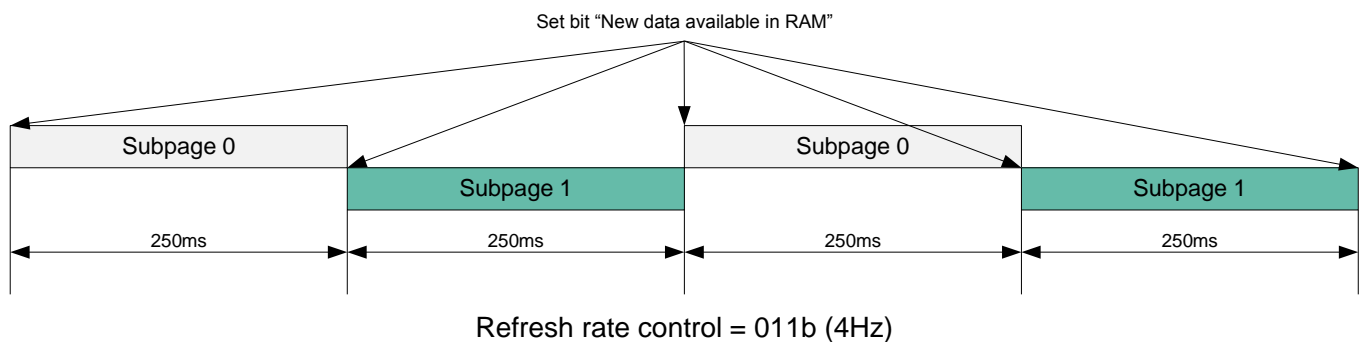 Set bit “New data available in RAM”
Subpage 0
Subpage 0
Subpage 1
Subpage 1
250ms
250ms
250ms
250ms
Refresh rate control = 011b (4Hz)